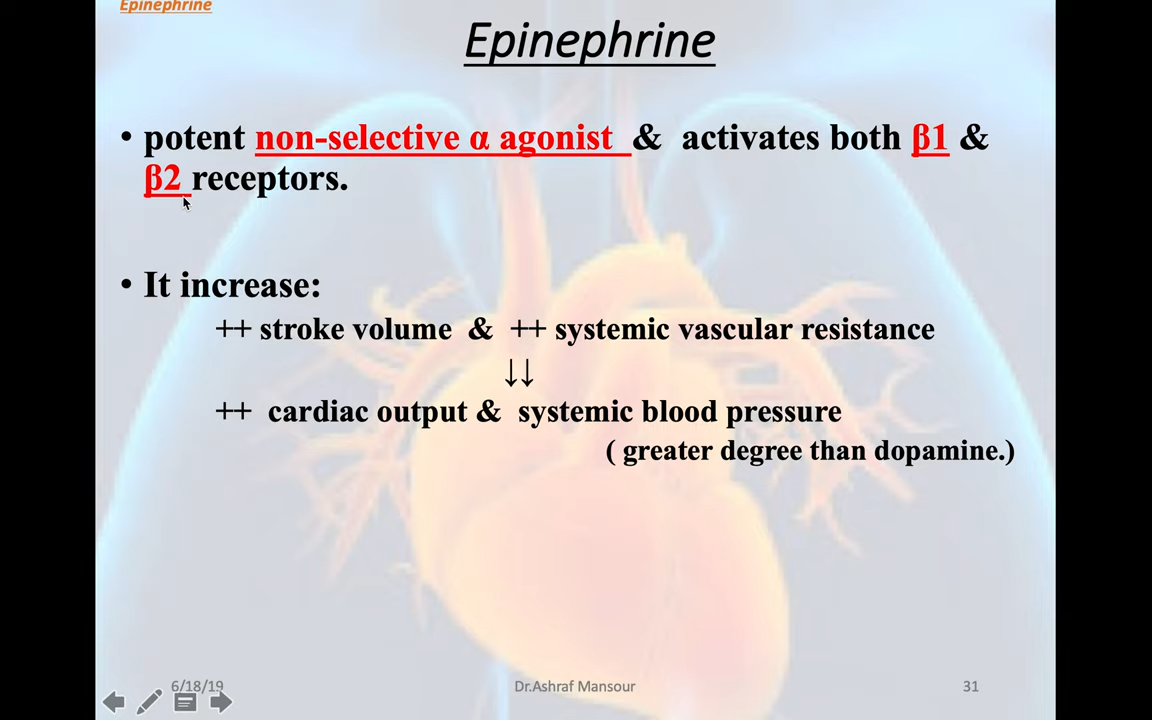 Epinephrine
Epinephrine
• potent non-selective α agonist & activates both β1 &
β2 receptors.
• It increase:
++ stroke volume & ++ systemic vascular resistance
↓↓
++ cardiac output & systemic blood pressure
( greater degree than dopamine.)
6/18/19 Dr.Ashraf Mansour 31